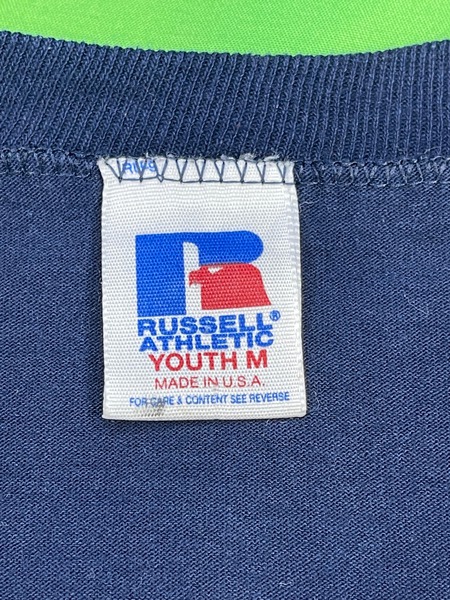 RUSSELL®
ATHLETIC
YOUTH M
MADE IN U.S.A.
FOR CARE & CONTENT SEE REVERSE